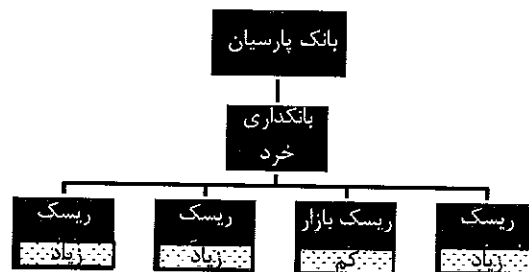 بانک پارسیان
بانکداری
خرد
ریسک
زیاد
ریسک بازار
کم
ریسک
زیاد
ریسک
زیاد